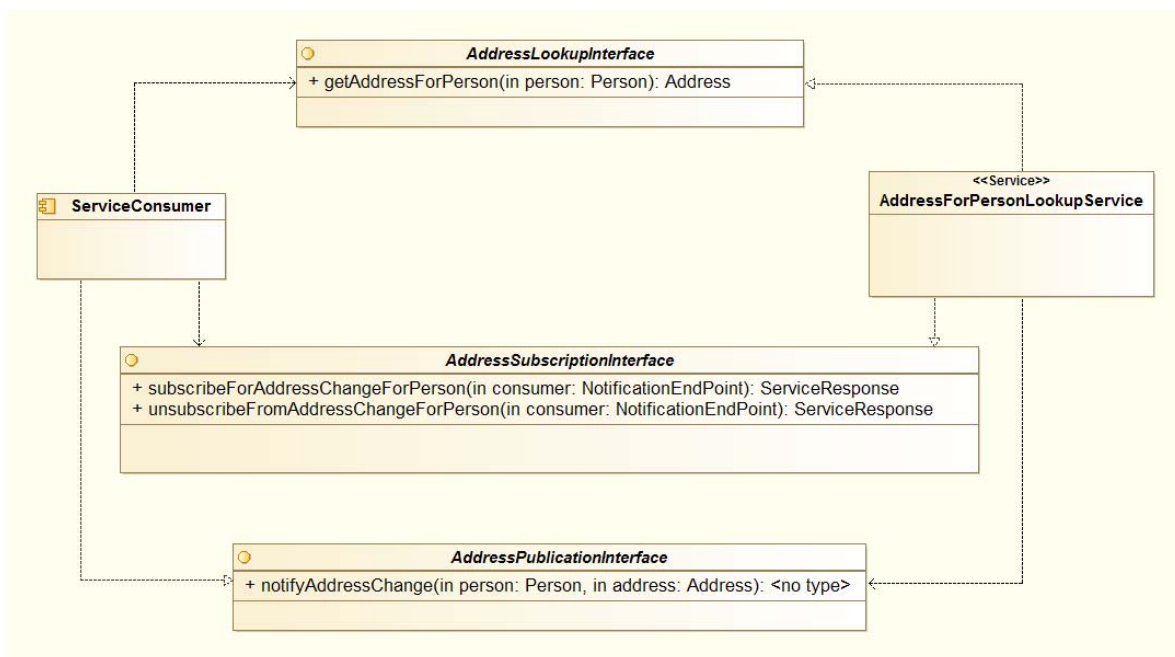 AddressLookupInterface
+ getAddressForPerson(in person: Person): Address
ServiceConsumer
<<Service>>
AddressForPersonLookupService
AddressSubscriptionInterface
+ subscribeForAddressChangeForPerson(in consumer: NotificationEndPoint): ServiceResponse
+ unsubscribeFromAddressChangeForPerson(in consumer: NotificationEndPoint): ServiceResponse
AddressPublicationInterface
+ notifyAddressChange(in person: Person, in address: Address): <no type>